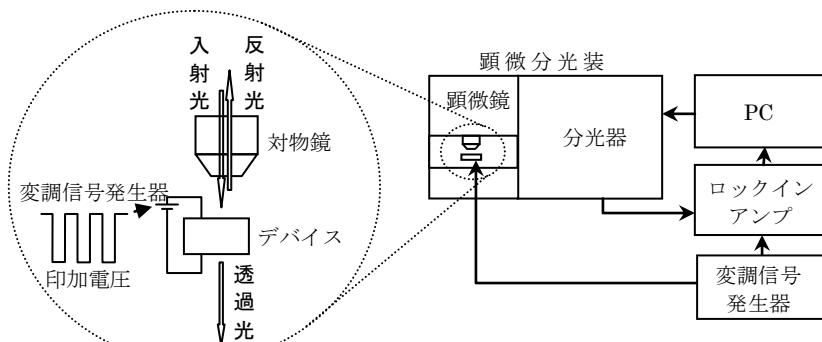 入射光
反射光
対物鏡
変調信号発生器
デバイス
印加電圧
透過光
顕微分光装
顕微鏡
分光器
PC
ロックイン
アンプ
変調信号
発生器